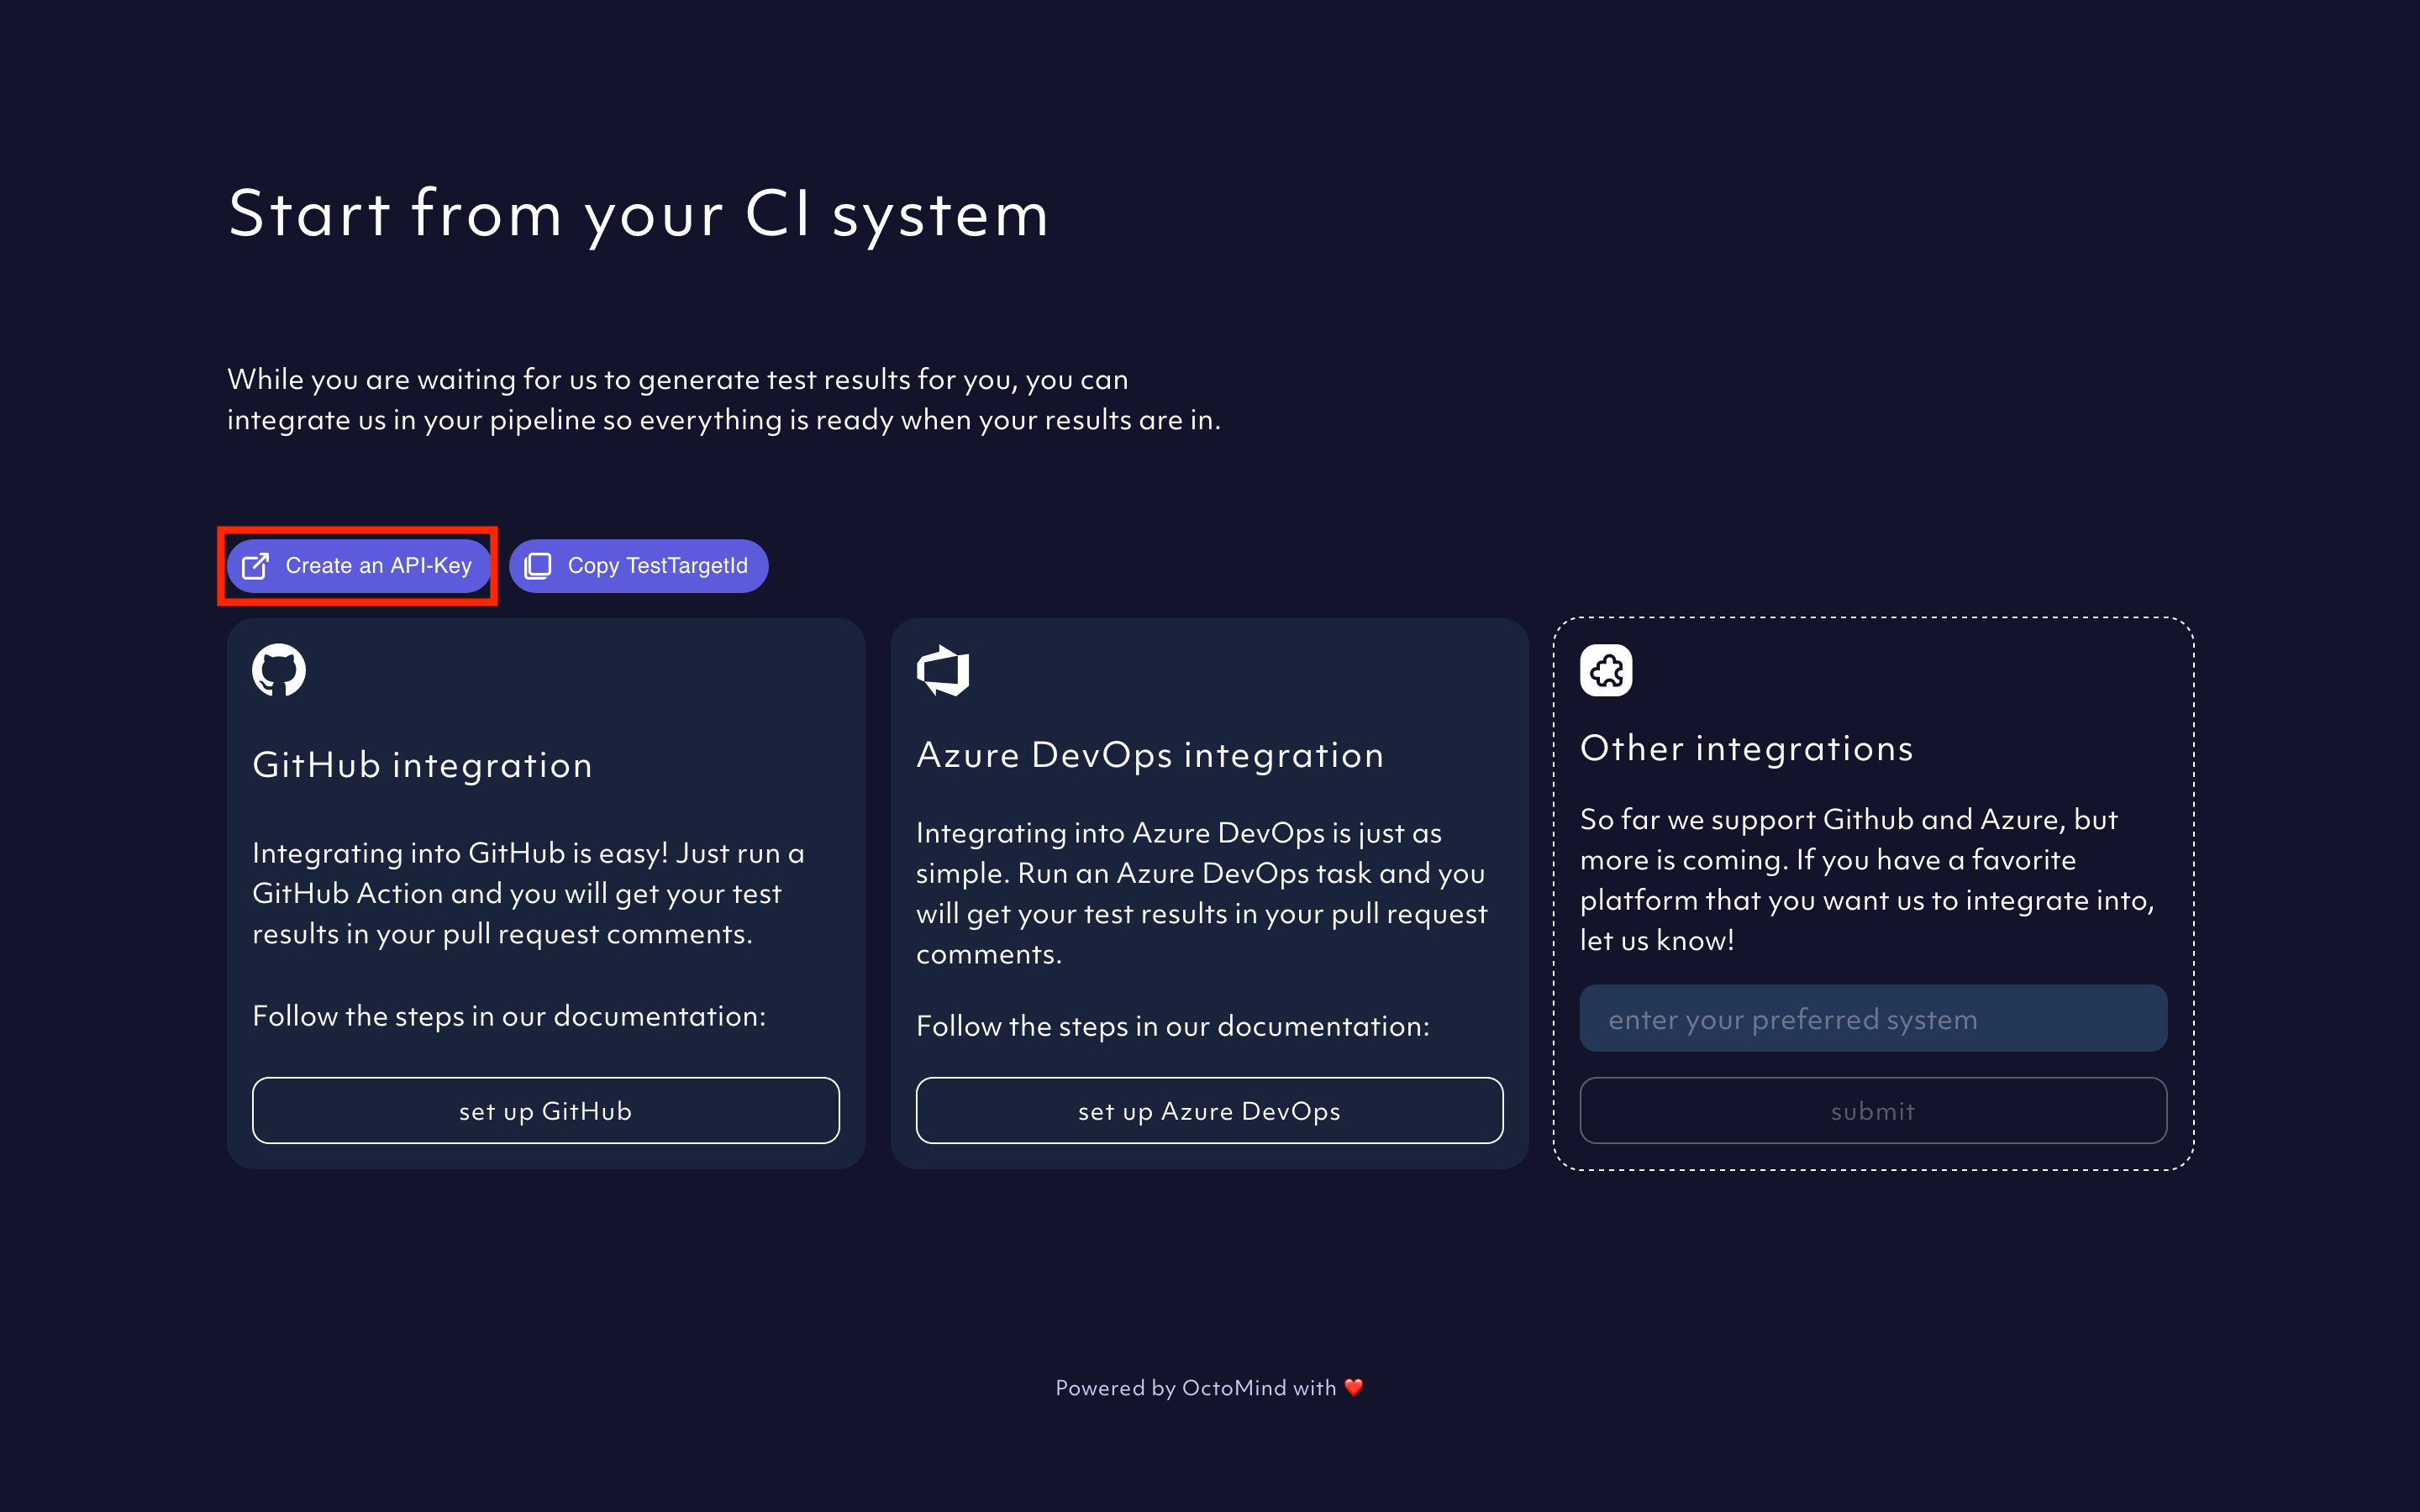 Start from your CI system
While you are waiting for us to generate test results for you, you can
integrate us in your pipeline so everything is ready when your results are in.
Create an API-Key
Copy TestTargetId
GitHub integration
Integrating into GitHub is easy! Just run a
GitHub Action and you will get your test
results in your pull request comments.
Follow the steps in our documentation:
set up GitHub
Azure DevOps integration
Integrating into Azure DevOps is just as
simple. Run an Azure DevOps task and you
will get your test results in your pull request
comments.
Follow the steps in our documentation:
set up Azure DevOps
Other integrations
So far we support Github and Azure, but
more is coming. If you have a favorite
platform that you want us to integrate into,
let us know!
enter your preferred system
submit
Powered by OctoMind with ❤️